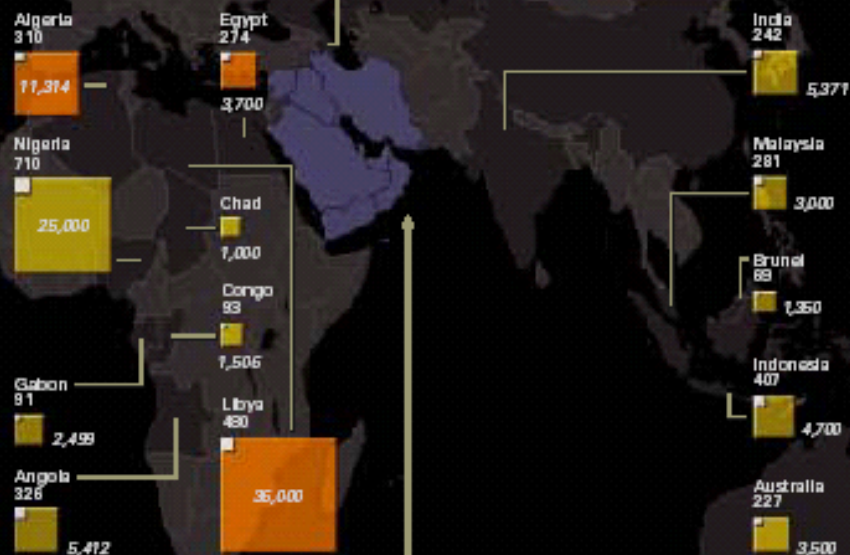 Algeria
310
11,314
Egypt
274
3,700
India
242
5,371
Nigeria
710
25,000
Chad
1,000
Malaysia
281
3,000
Congo
93
1,506
Brunei
69
1,350
Gabon
91
2,499
Libya
480
36,000
Indonesia
407
4,700
Angola
326
5,412
Australia
227
3,500